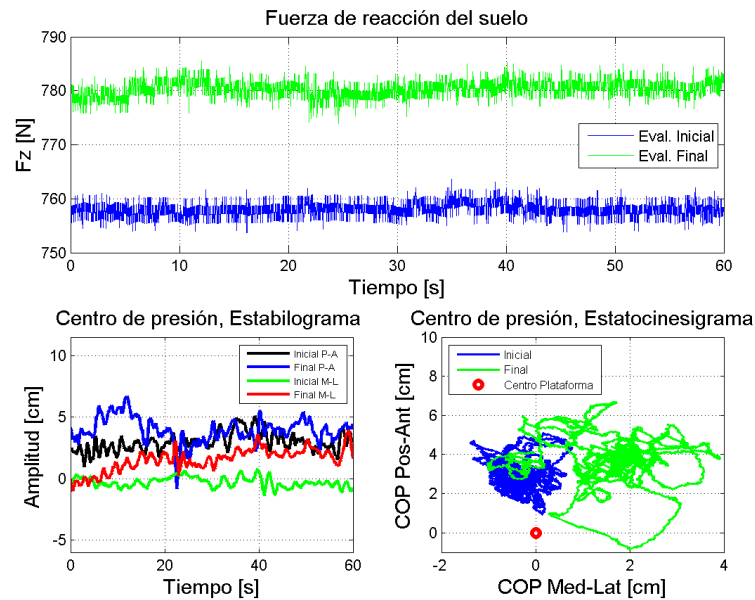 Fuerza de reacción del suelo
790
780
770
760
750
Fz [N]
Eval. Inicial
Eval. Final
0 10 20 30 40 50 60
Tiempo [s]
Centro de presión, Estabilograma
10
5
0
-5
Amplitud [cm]
Inicial P-A
Final P-A
Inicial M-L
Final M-L
0 20 40 60
Tiempo [s]
Centro de presión, Estatocinesigrama
10
8
6
4
2
0
-2
COP Pos-Ant [cm]
Inicial
Final
Centro Plataforma
-2 0 2 4
COP Med-Lat [cm]